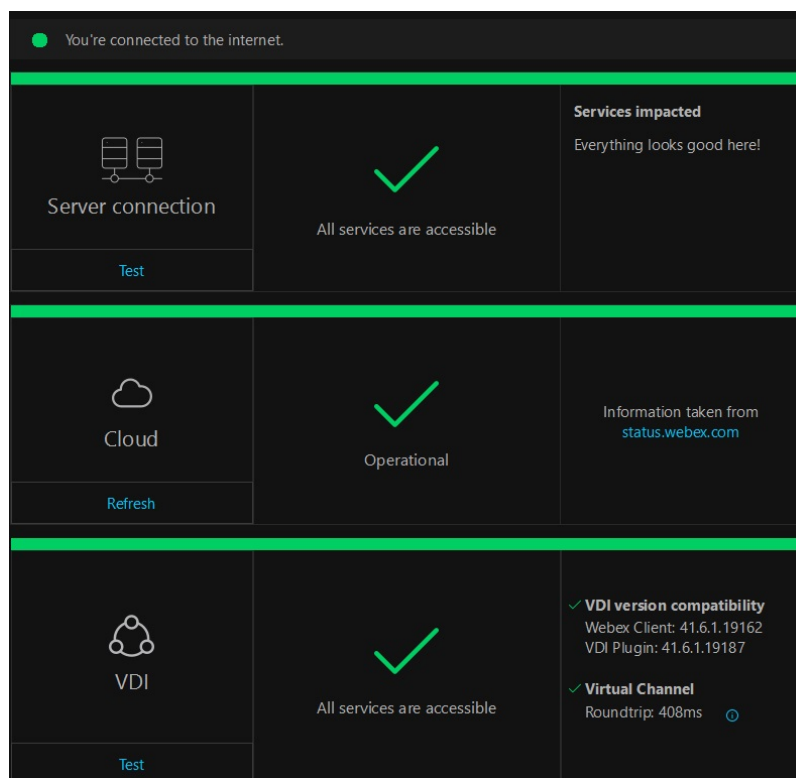 You're connected to the internet.
Server connection
Test
All services are accessible
Services impacted
Everything looks good here!
Cloud
Refresh
Operational
Information taken from
status.webex.com
VDI
Test
All services are accessible
VDI version compatibility
Webex Client: 41.6.1.19162
VDI Plugin: 41.6.1.19187
Virtual Channel
Roundtrip: 408ms